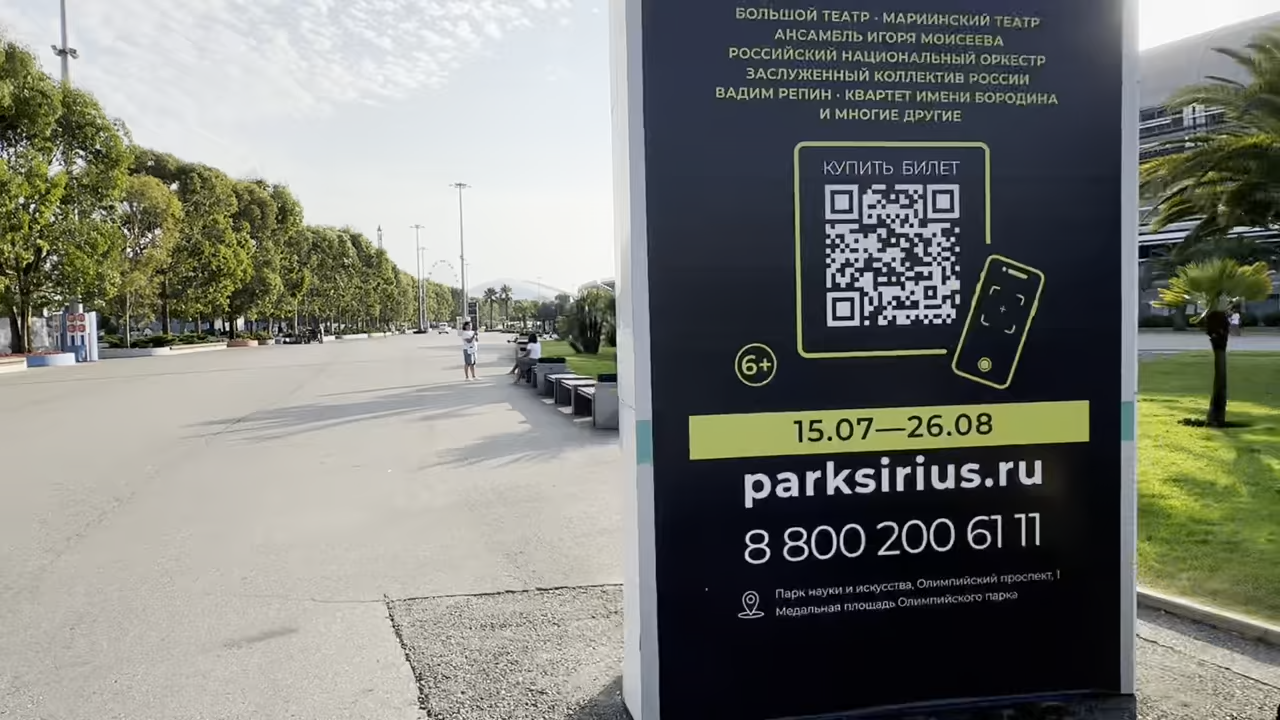 БОЛЬШОЙ ТЕАТР · МАРИИНСКИЙ ТЕАТР
АНСАМБЛЬ ИГОРЯ МОИСЕЕВА
РОССИЙСКИЙ НАЦИОНАЛЬНЫЙ ОРКЕСТР
ЗАСЛУЖЕННЫЙ КОЛЛЕКТИВ РОССИИ
ВАДИМ РЕПИН · КВАРТЕТ ИМЕНИ БОРОДИНА
И МНОГИЕ ДРУГИЕ
КУПИТЬ БИЛЕТ
6+
15.07—26.08
parksirius.ru
8 800 200 61 11
Парк науки и искусства, Олимпийский проспект, 1
Медальная площадь Олимпийского парка